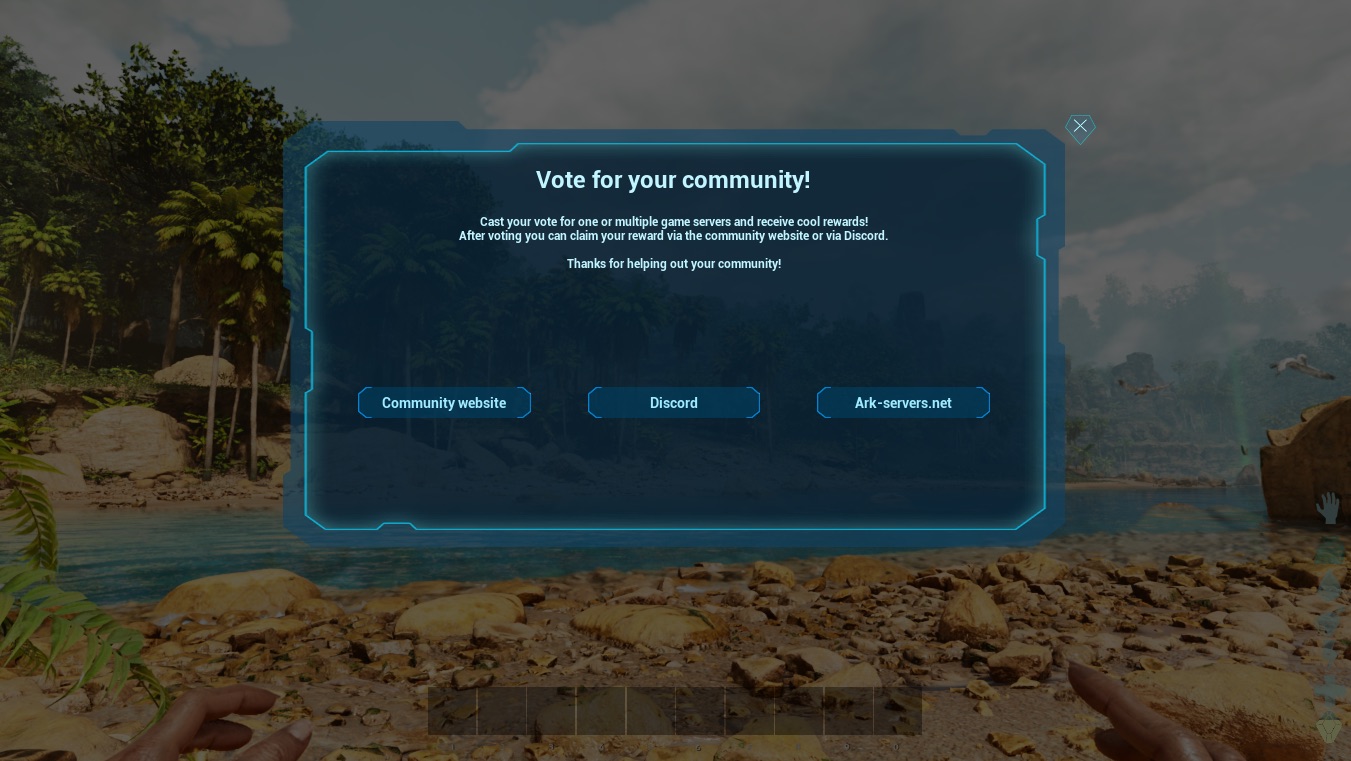 Vote for your community!
Cast your vote for one or multiple game servers and receive cool rewards!
After voting you can claim your reward via the community website or via Discord.
Thanks for helping out your community!
Community website
Discord
Ark-servers.net